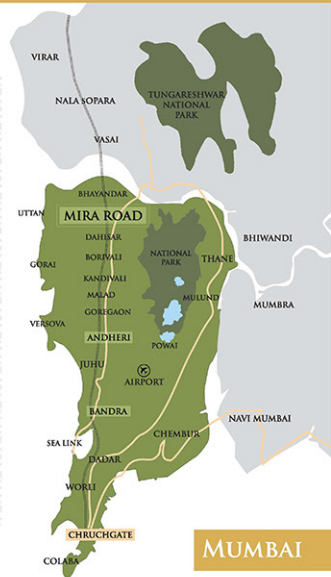 VIRAR
NALA SOPARA
TUNGARESHWAR
NATIONAL
PARK
VASAI
BHAYANDAR
UTTAN
MIRA ROAD
DAHISAR
BHIWANDI
BORIVALI
NATIONAL
PARK
THANE
GORAI
KANDIVALI
MALAD
MULUND
MUMBRA
GOREGAON
VERSOVA
ANDHERI
POWAI
JUHU
AIRPORT
BANDRA
NAVI MUMBAI
CHEMBUR
SEA LINK
DADAR
WORLI
CHRUCHGATE
MUMBAI
COLABA